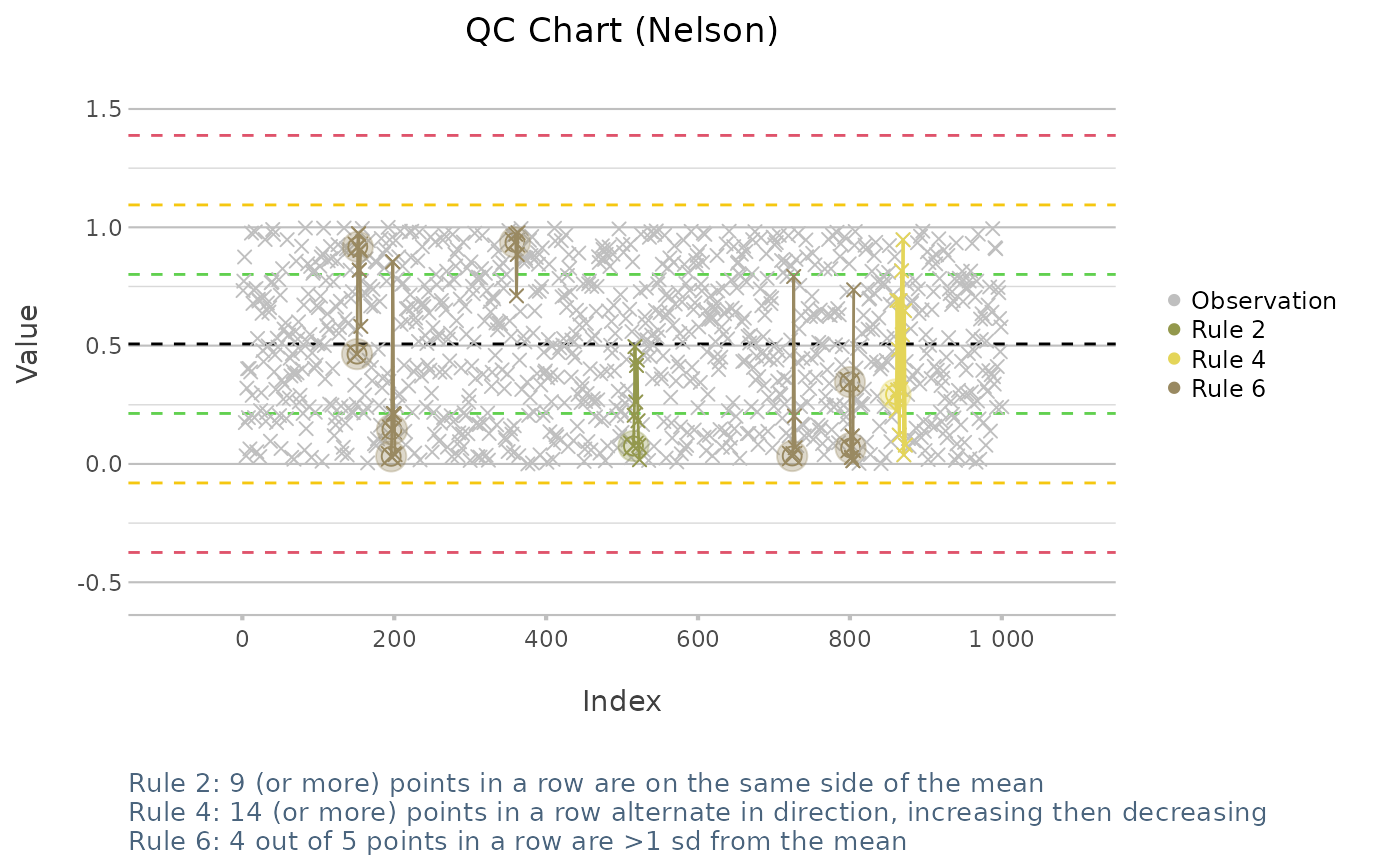 QC Chart (Nelson)
1.5
1.0
0.5
0.0
-0.5
Value
0 200 400 600 800 1 000
Index
Observation
Rule 2
Rule 4
Rule 6
Rule 2: 9 (or more) points in a row are on the same side of the mean
Rule 4: 14 (or more) points in a row alternate in direction, increasing then decreasing
Rule 6: 4 out of 5 points in a row are >1 sd from the mean